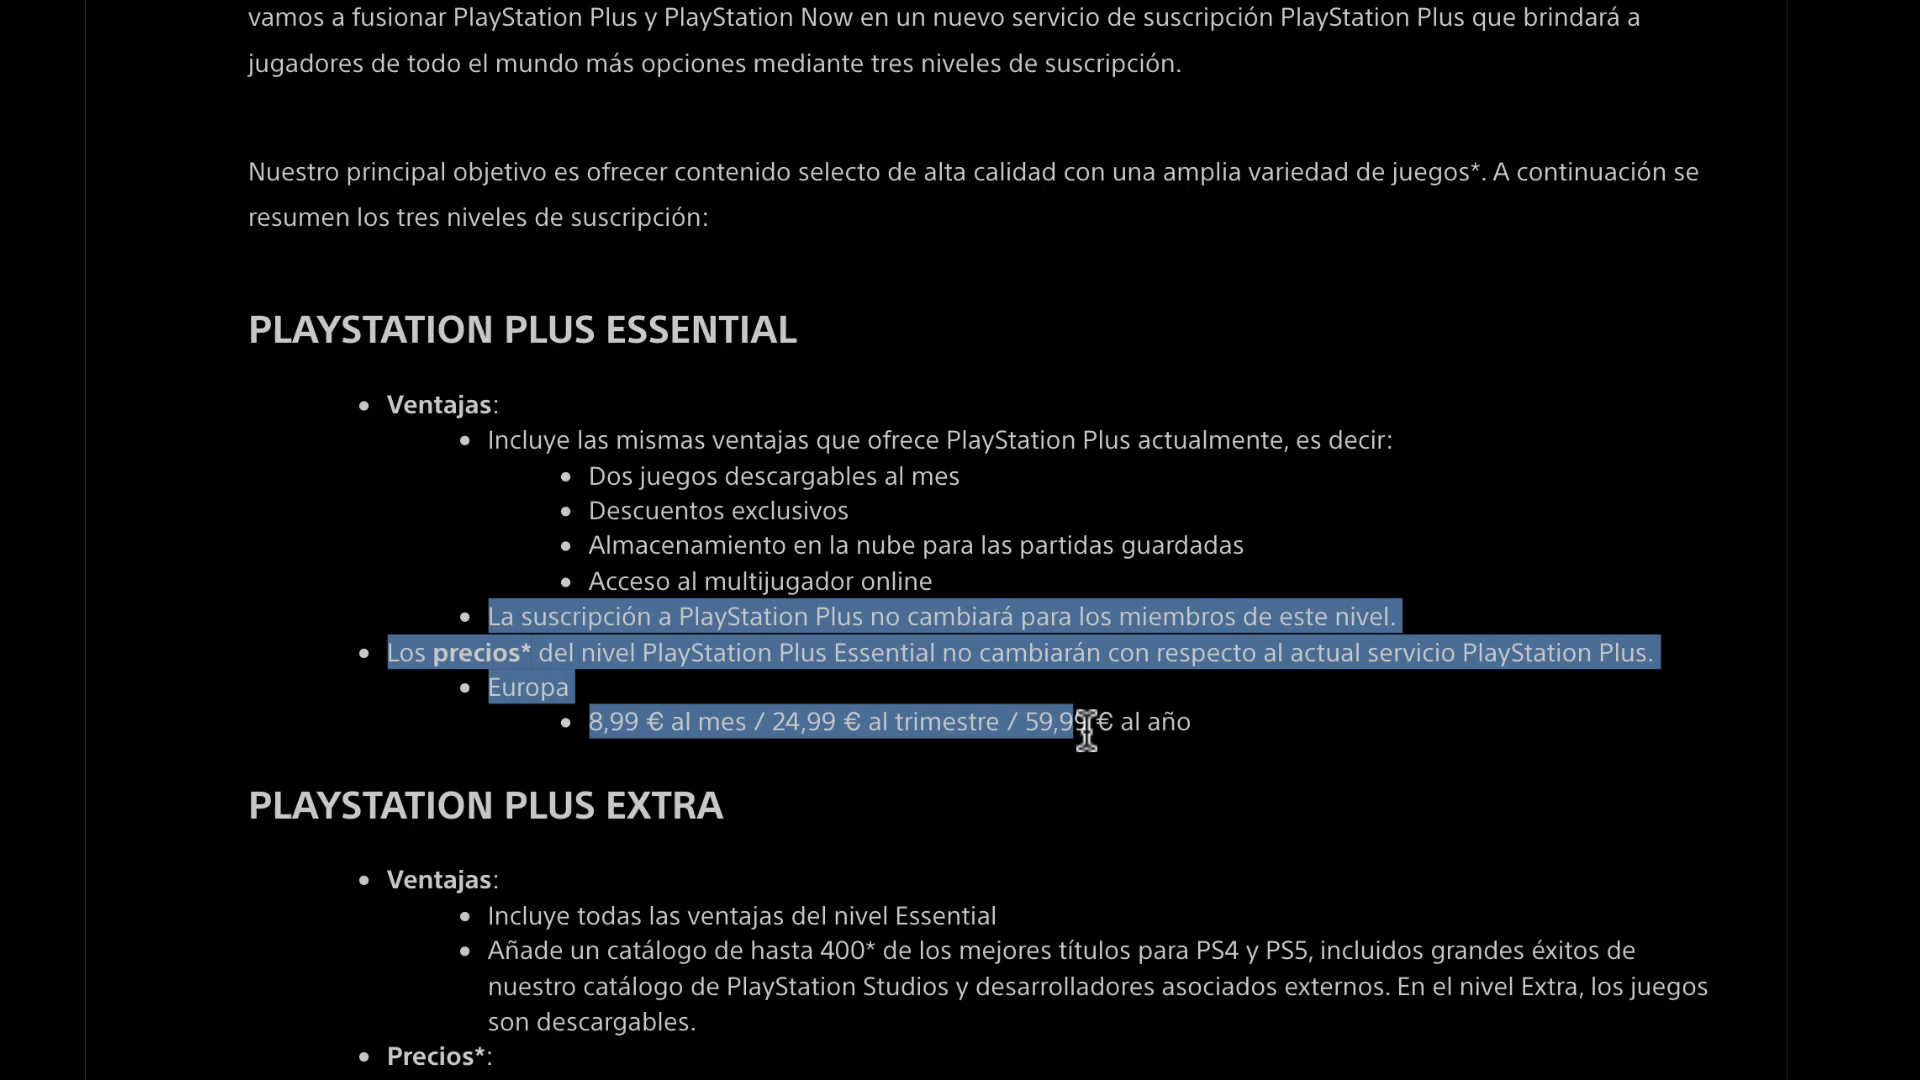 vamos a fusionar PlayStation Plus y PlayStation Now en un nuevo servicio de suscripción PlayStation Plus que brindará a
jugadores de todo el mundo más opciones mediante tres niveles de suscripción.
Nuestro principal objetivo es ofrecer contenido selecto de alta calidad con una amplia variedad de juegos*. A continuación se
resumen los tres niveles de suscripción:
PLAYSTATION PLUS ESSENTIAL
• Ventajas:
• Incluye las mismas ventajas que ofrece PlayStation Plus actualmente, es decir:
• Dos juegos descargables al mes
• Descuentos exclusivos
• Almacenamiento en la nube para las partidas guardadas
• Acceso al multijugador online
• La suscripción a PlayStation Plus no cambiará para los miembros de este nivel.
• Los precios* del nivel PlayStation Plus Essential no cambiarán con respecto al actual servicio PlayStation Plus.
• Europa
• 8,99 € al mes / 24,99 € al trimestre / 59,99 € al año
PLAYSTATION PLUS EXTRA
• Ventajas:
• Incluye todas las ventajas del nivel Essential
• Añade un catálogo de hasta 400* de los mejores títulos para PS4 y PS5, incluidos grandes éxitos de
nuestro catálogo de PlayStation Studios y desarrolladores asociados externos. En el nivel Extra, los juegos
son descargables.
• Precios*: